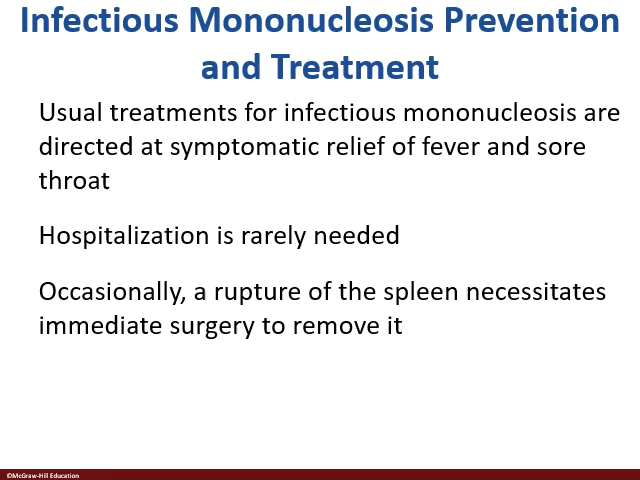 Infectious Mononucleosis Prevention
and Treatment
Usual treatments for infectious mononucleosis are
directed at symptomatic relief of fever and sore
throat
Hospitalization is rarely needed
Occasionally, a rupture of the spleen necessitates
immediate surgery to remove it
©McGraw-Hill Education